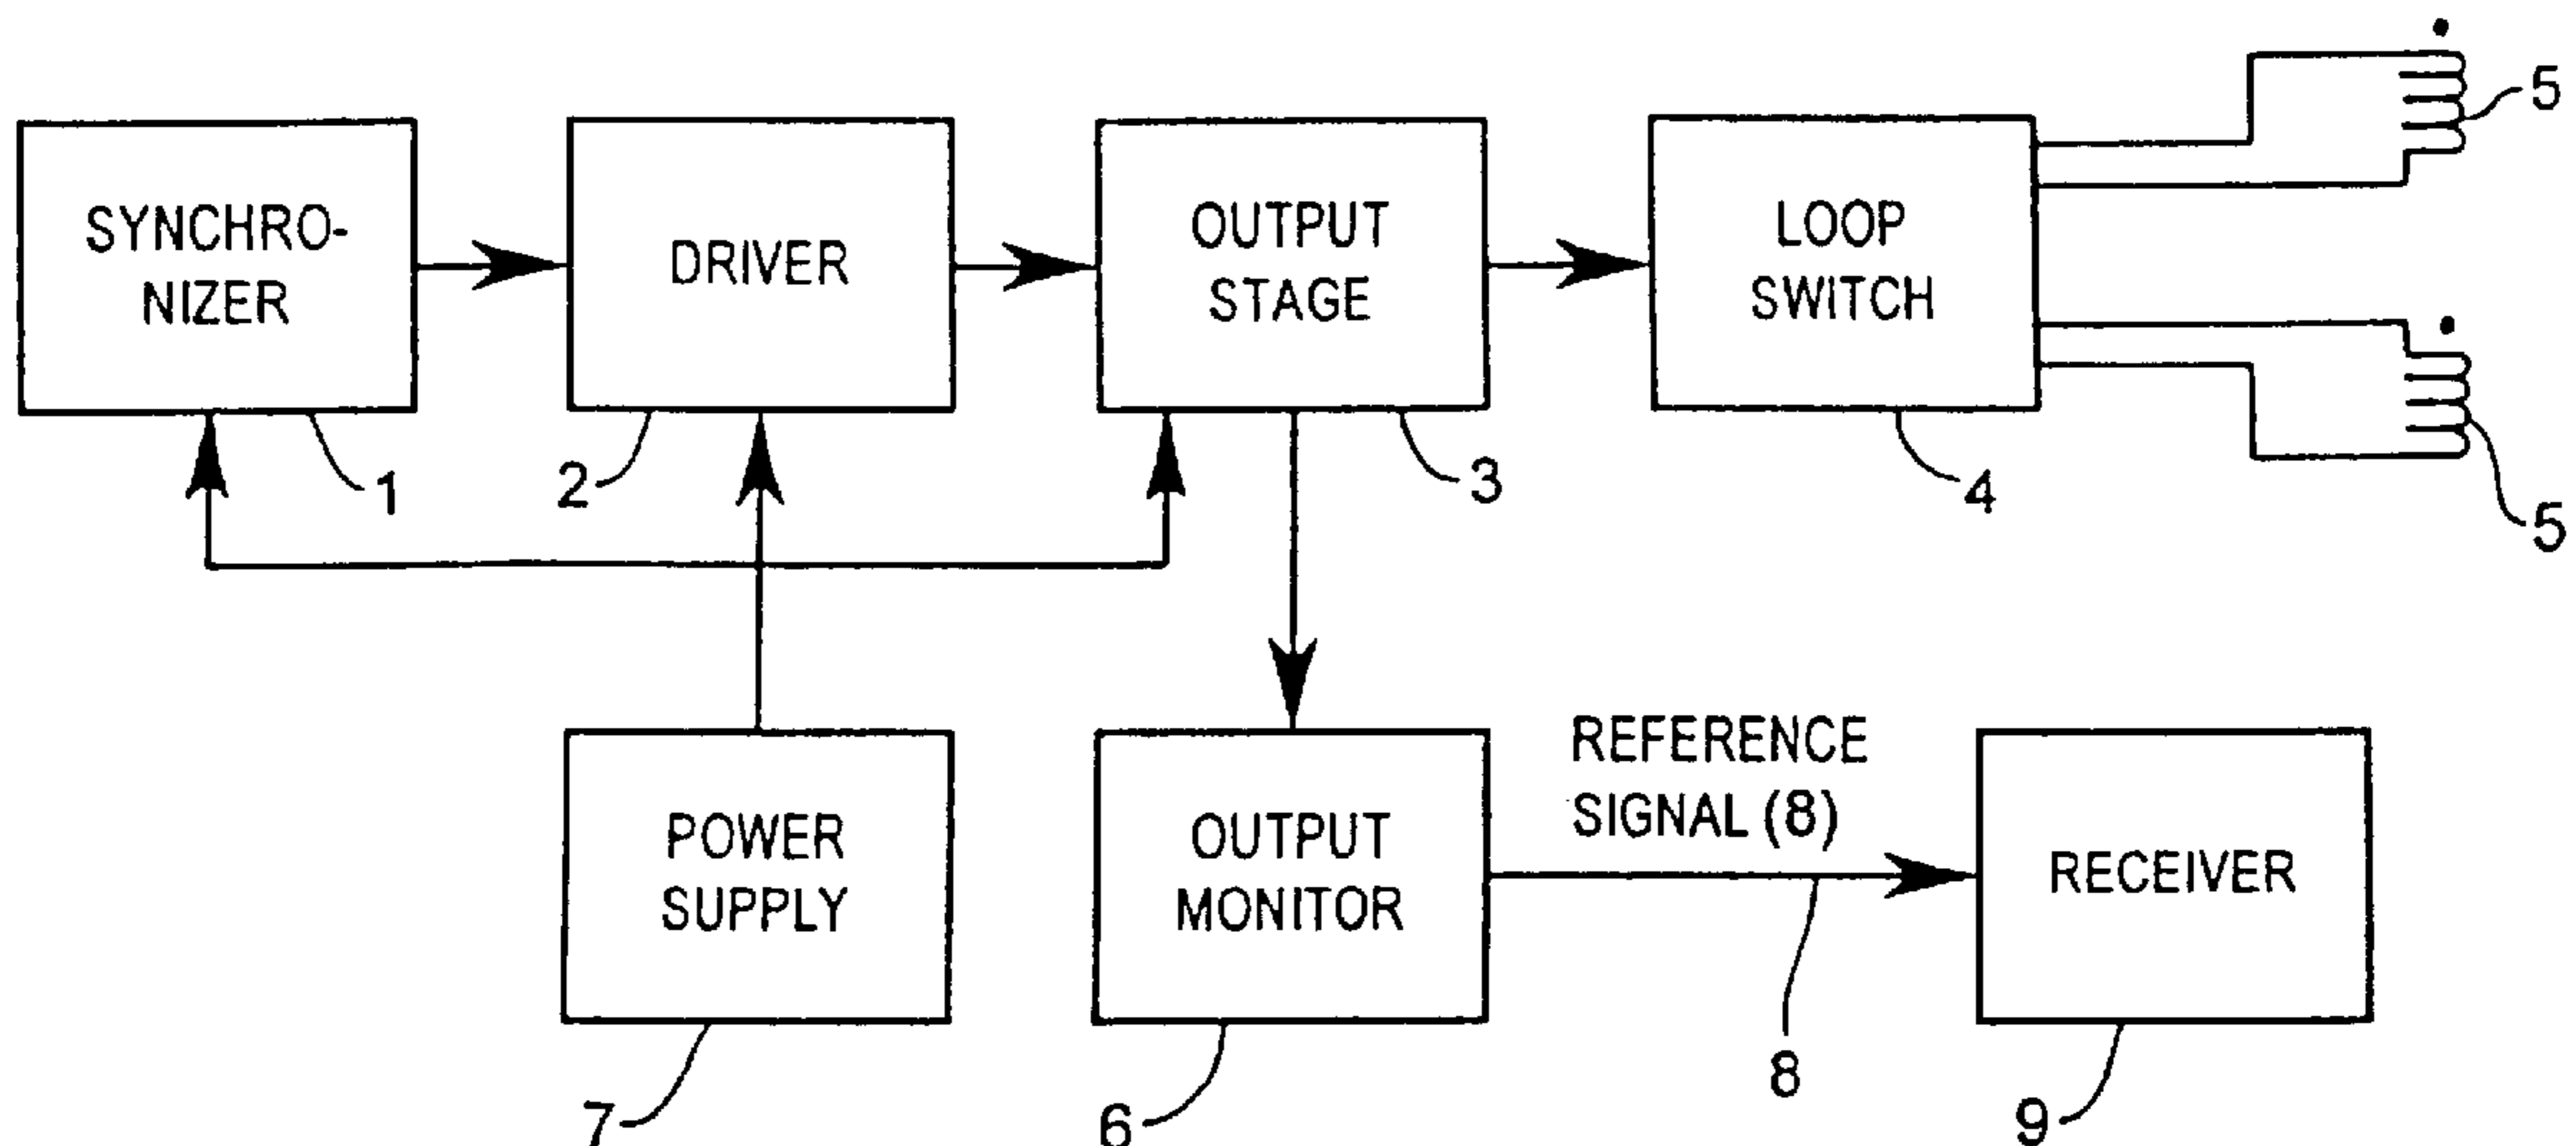 SYNCHRO-
NIZER
DRIVER
OUTPUT
STAGE
LOOP
SWITCH
5
5
1
2
3
4
POWER
SUPPLY
OUTPUT
MONITOR
REFERENCE
SIGNAL (8)
RECEIVER
7
6
8
9